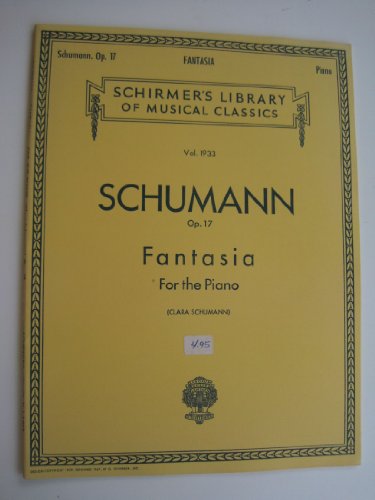 Schumann, Op. 17 FANTASIA Piano
SCHIRMER'S LIBRARY
OF MUSICAL CLASSICS
Vol. 1933
SCHUMANN
Op. 17
Fantasia
For the Piano
(CLARA SCHUMANN)
4.95